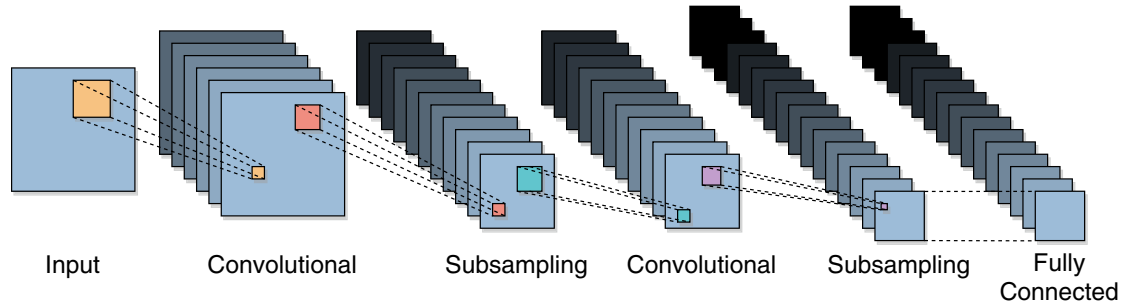 Input
Convolutional
Subsampling
Convolutional
Subsampling
Fully
Connected